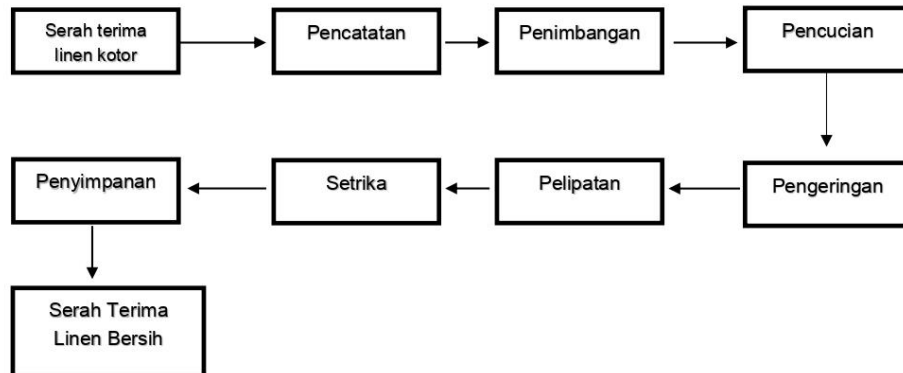 Serah terima
linen kotor
Pencatatan
Penimbangan
Pencucian
Pengeringan
Pelipatan
Setrika
Penyimpanan
Serah Terima
Linen Bersih